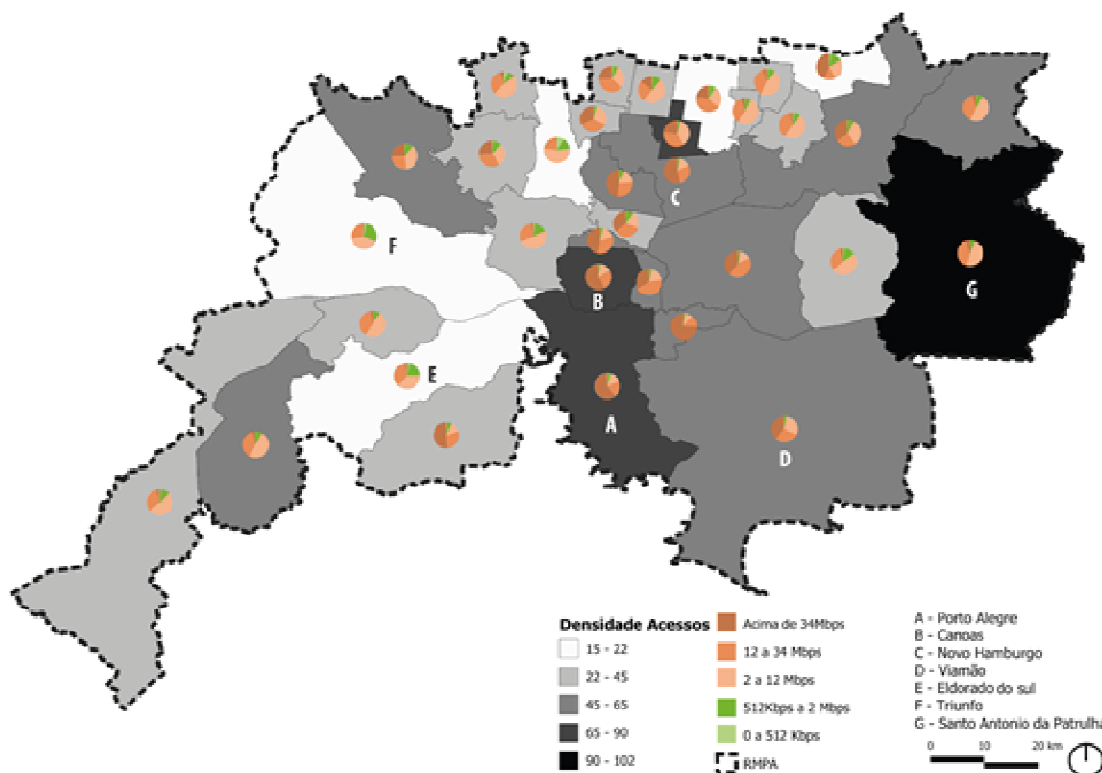 F
C
B
G
E
A
D
Densidade Acessos
15 - 22
22 - 45
45 - 65
65 - 90
90 - 102
Acima de 34Mbps
12 a 34 Mbps
2 a 12 Mbps
512Kbps a 2 Mbps
0 a 512 Kbps
RMPA
A - Porto Alegre
B - Canoas
C - Novo Hamburgo
D - Viamão
E - Eldorado do sul
F - Triunfo
G - Santo Antonio da Patrulha
0 10 20 km